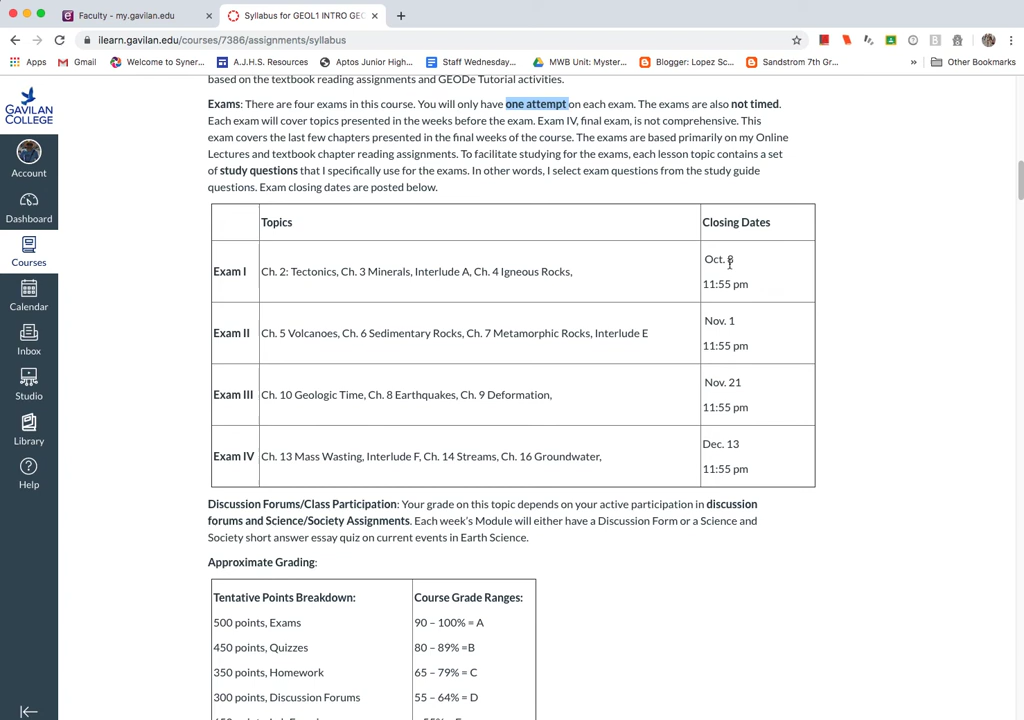 Faculty - my.gavilan.edu
Syllabus for GEOL1 INTRO GEO
ilearn.gavilan.edu/courses/7386/assignments/syllabus
Apps
Gmail
Welcome to Syner...
A.J.H.S. Resources
Aptos Junior High...
Staff Wednesday...
MWB Unit: Myster...
Blogger: Lopez Sc...
Sandstrom 7th Gr...
»
Other Bookmarks
GAVILAN
COLLEGE
Account
Dashboard
Courses
Calendar
Inbox
Studio
Library
Help
based on the textbook reading assignments and GEODe Tutorial activities.
Exams: There are four exams in this course. You will only have one attempt on each exam. The exams are also not timed.
Each exam will cover topics presented in the weeks before the exam. Exam IV, final exam, is not comprehensive. This
exam covers the last few chapters presented in the final weeks of the course. The exams are based primarily on my Online
Lectures and textbook chapter reading assignments. To facilitate studying for the exams, each lesson topic contains a set
of study questions that I specifically use for the exams. In other words, I select exam questions from the study guide
questions. Exam closing dates are posted below.
Topics
Closing Dates
Exam I
Ch. 2: Tectonics, Ch. 3 Minerals, Interlude A, Ch. 4 Igneous Rocks,
Oct. 8
11:55 pm
Exam II
Ch. 5 Volcanoes, Ch. 6 Sedimentary Rocks, Ch. 7 Metamorphic Rocks, Interlude E
Nov. 1
11:55 pm
Exam III
Ch. 10 Geologic Time, Ch. 8 Earthquakes, Ch. 9 Deformation,
Nov. 21
11:55 pm
Exam IV
Ch. 13 Mass Wasting, Interlude F, Ch. 14 Streams, Ch. 16 Groundwater,
Dec. 13
11:55 pm
Discussion Forums/Class Participation: Your grade on this topic depends on your active participation in discussion
forums and Science/Society Assignments. Each week's Module will either have a Discussion Form or a Science and
Society short answer essay quiz on current events in Earth Science.
Approximate Grading:
Tentative Points Breakdown:
Course Grade Ranges:
500 points, Exams
90 – 100% = A
450 points, Quizzes
80 – 89% =B
350 points, Homework
65 – 79% = C
300 points, Discussion Forums
55 – 64% = D